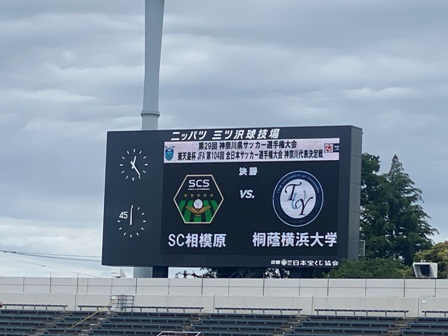 ニッパツ 三ツ沢球技場
第29回 神奈川県サッカー選手権大会
兼天皇杯 JFA 第104回 全日本サッカー選手権大会 神奈川代表決定戦
決勝
SCS
VS.
TOY
SC相模原
桐蔭横浜大学
45
日本宝くじ協会